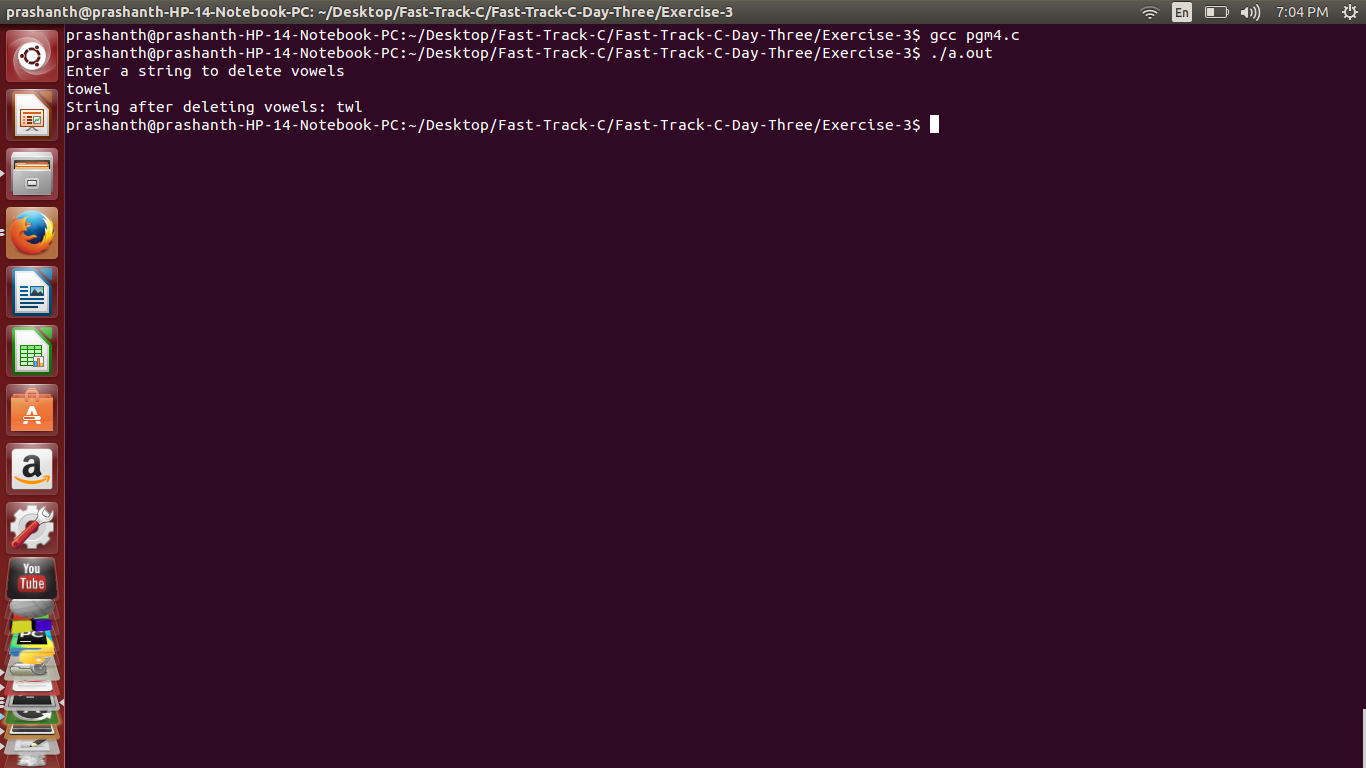 prashanth@prashanth-HP-14-Notebook-PC: ~/Desktop/Fast-Track-C/Fast-Track-C-Day-Three/Exercise-3
En
7:04 PM
prashanth@prashanth-HP-14-Notebook-PC:~/Desktop/Fast-Track-C/Fast-Track-C-Day-Three/Exercise-3$ gcc pgm4.c
prashanth@prashanth-HP-14-Notebook-PC:~/Desktop/Fast-Track-C/Fast-Track-C-Day-Three/Exercise-3$ ./a.out
Enter a string to delete vowels
towel
String after deleting vowels: twl
prashanth@prashanth-HP-14-Notebook-PC:~/Desktop/Fast-Track-C/Fast-Track-C-Day-Three/Exercise-3$
A
a
You
Tube
PC